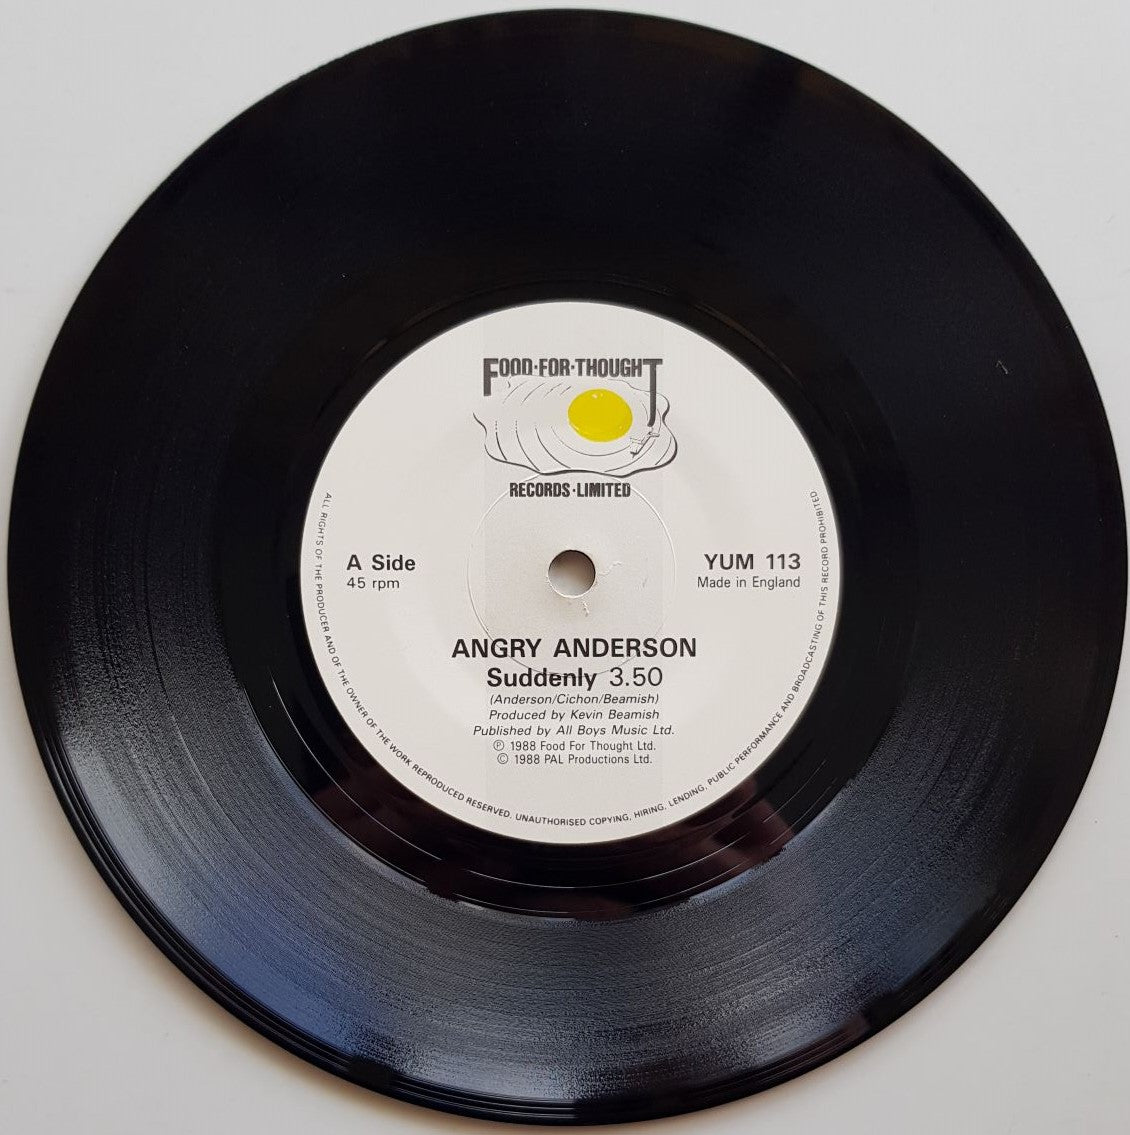 FOOD·FOR·THOUGHT
RECORDS·LIMITED
A Side
45 rpm
YUM 113
Made in England
ANGRY ANDERSON
Suddenly 3.50
(Anderson/Cichon/Beamish)
Produced by Kevin Beamish
Published by All Boys Music Ltd.
℗ 1988 Food For Thought Ltd.
© 1988 PAL Productions Ltd.
ALL RIGHTS OF THE PRODUCER AND OF THE OWNER OF THE WORK REPRODUCED RESERVED. UNAUTHORISED COPYING, HIRING, LENDING, PUBLIC PERFORMANCE AND BROADCASTING OF THIS RECORD PROHIBITED